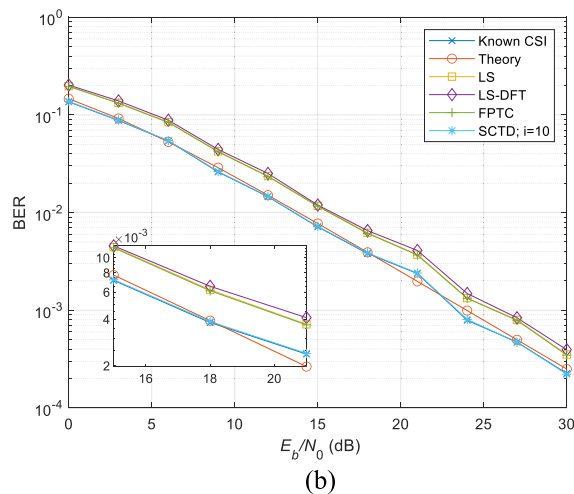 10^0
10^-1
10^-2
10^-3
10^-4
BER
Known CSI
Theory
LS
LS-DFT
FPTC
SCTD; i=10
×10^-3
10
8
6
4
2
16 18 20
0 5 10 15 20 25 30
E_b/N_0 (dB)
(b)